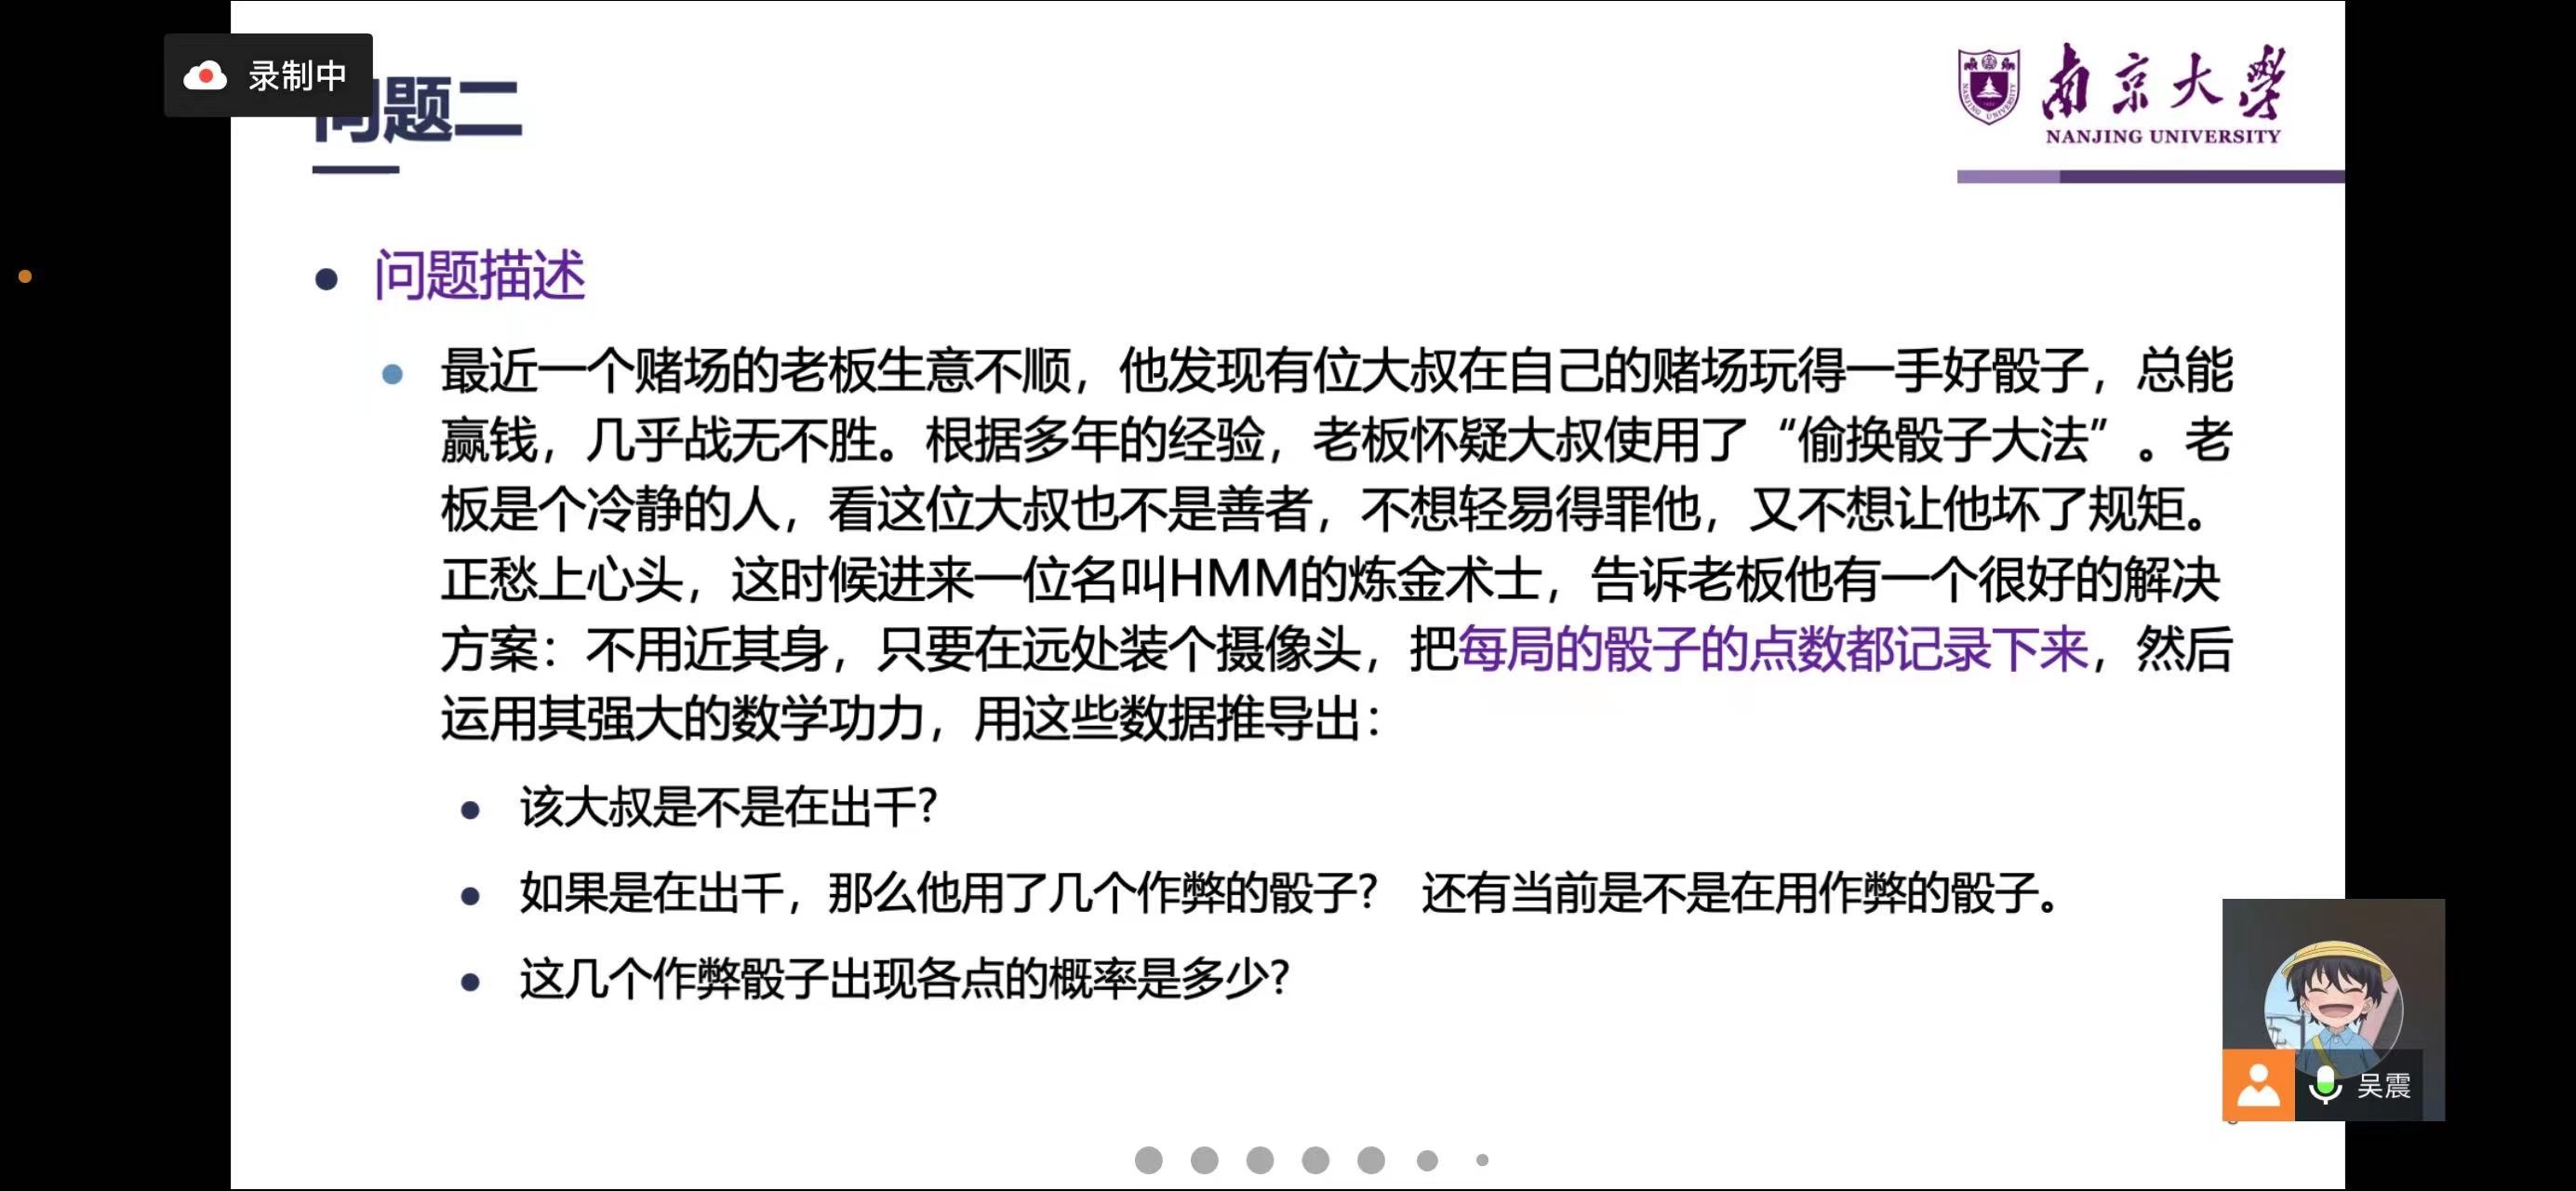 录制中
问题二
南京大学
NANJING UNIVERSITY
问题描述
最近一个赌场的老板生意不顺，他发现有位大叔在自己的赌场玩得一手好骰子，总能
赢钱，几乎战无不胜。根据多年的经验，老板怀疑大叔使用了“偷换骰子大法”。老
板是个冷静的人，看这位大叔也不是善者，不想轻易得罪他，又不想让他坏了规矩。
正愁上心头，这时候进来一位名叫HMM的炼金术士，告诉老板他有一个很好的解决
方案：不用近其身，只要在远处装个摄像头，把每局的骰子的点数都记录下来，然后
运用其强大的数学功力，用这些数据推导出：
该大叔是不是在出千?
如果是在出千，那么他用了几个作弊的骰子? 还有当前是不是在用作弊的骰子。
这几个作弊骰子出现各点的概率是多少?
吴震